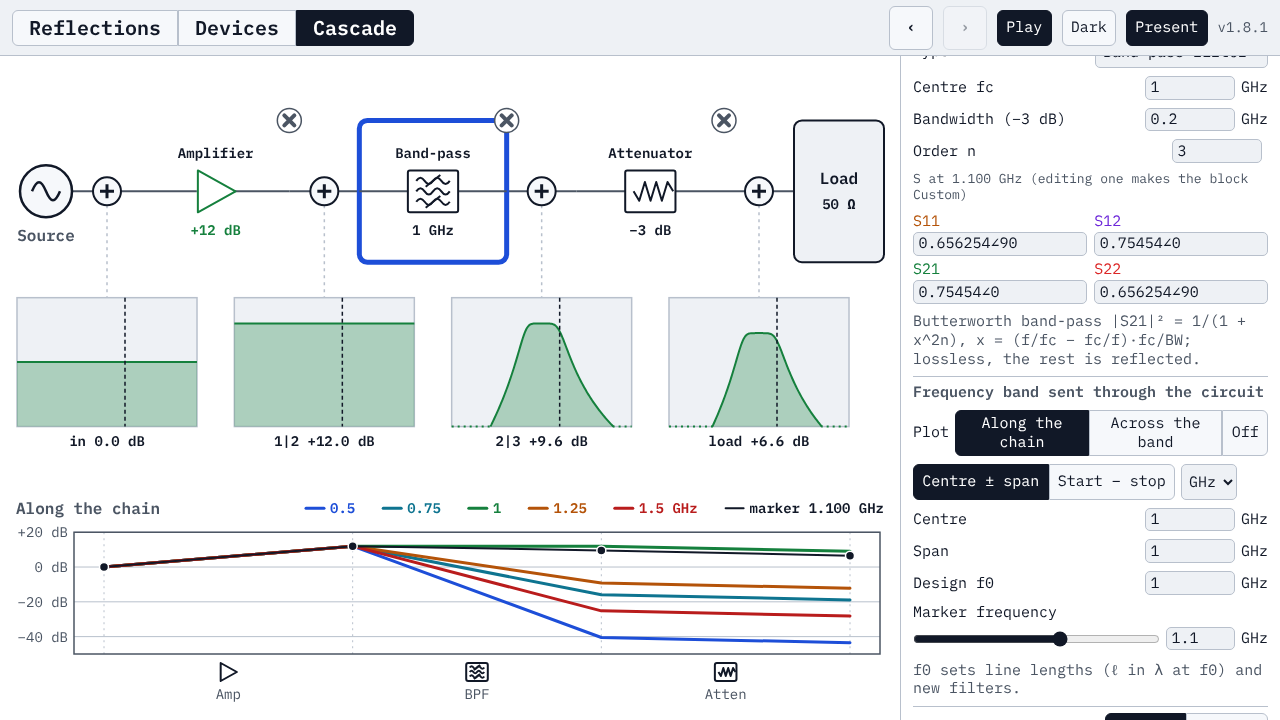 Reflections Devices Cascade ‹ › Play Dark Present v1.8.1
Centre fc 1 GHz
Bandwidth (−3 dB) 0.2 GHz
Order n 3
S at 1.100 GHz (editing one makes the block
Custom)
S11 S12
0.656254∠90 0.75454∠0
S21 S22
0.75454∠0 0.656254∠90
Butterworth band-pass |S21|² = 1/(1 +
x^2n), x = (f/fc − fc/f)·fc/BW;
lossless, the rest is reflected.
Frequency band sent through the circuit
Plot Along the chain Across the band Off
Centre ± span Start − stop GHz
Centre 1 GHz
Span 1 GHz
Design f0 1 GHz
Marker frequency
1.1 GHz
f0 sets line lengths (ℓ in λ at f0) and
new filters.
Amplifier Band-pass Attenuator
Load
50 Ω
Source
+12 dB 1 GHz −3 dB
in 0.0 dB 1|2 +12.0 dB 2|3 +9.6 dB load +6.6 dB
Along the chain 0.5 0.75 1 1.25 1.5 GHz marker 1.100 GHz
+20 dB
0 dB
−20 dB
−40 dB
Amp BPF Atten